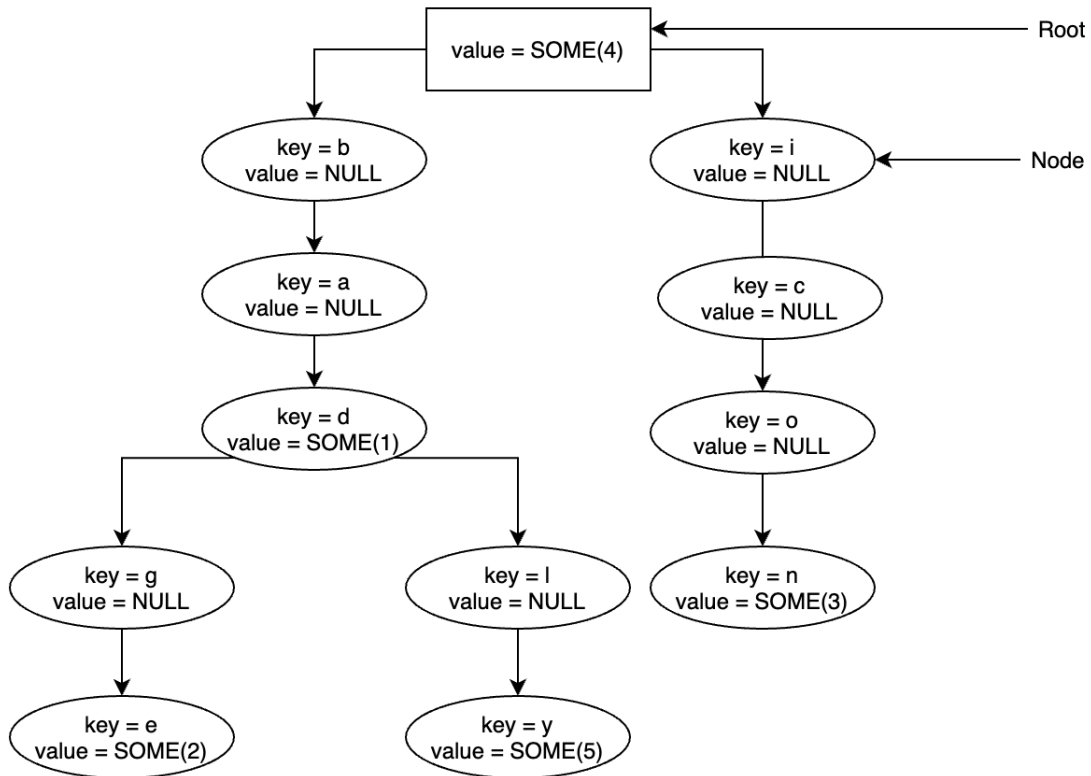 value = SOME(4)
Root
key = b
value = NULL
key = i
value = NULL
Node
key = a
value = NULL
key = c
value = NULL
key = d
value = SOME(1)
key = o
value = NULL
key = g
value = NULL
key = l
value = NULL
key = n
value = SOME(3)
key = e
value = SOME(2)
key = y
value = SOME(5)